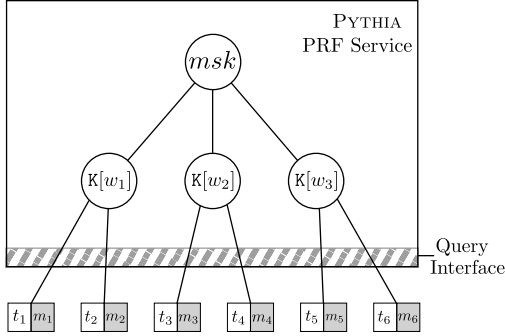 PYTHIA
PRF Service
msk
K[w₁] K[w₂] K[w₃]
Query
Interface
t₁ m₁ t₂ m₂ t₃ m₃ t₄ m₄ t₅ m₅ t₆ m₆